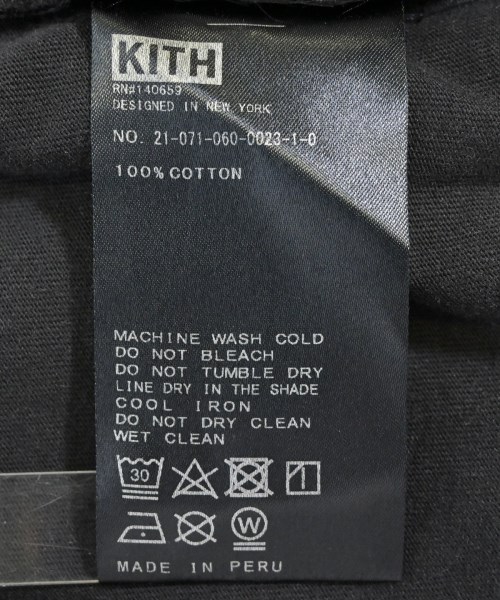 KITH
RN#140659
DESIGNED IN NEW YORK
NO. 21-071-060-0023-1-0
100% COTTON
MACHINE WASH COLD
DO NOT BLEACH
DO NOT TUMBLE DRY
LINE DRY IN THE SHADE
COOL IRON
DO NOT DRY CLEAN
WET CLEAN
30
W
MADE IN PERU